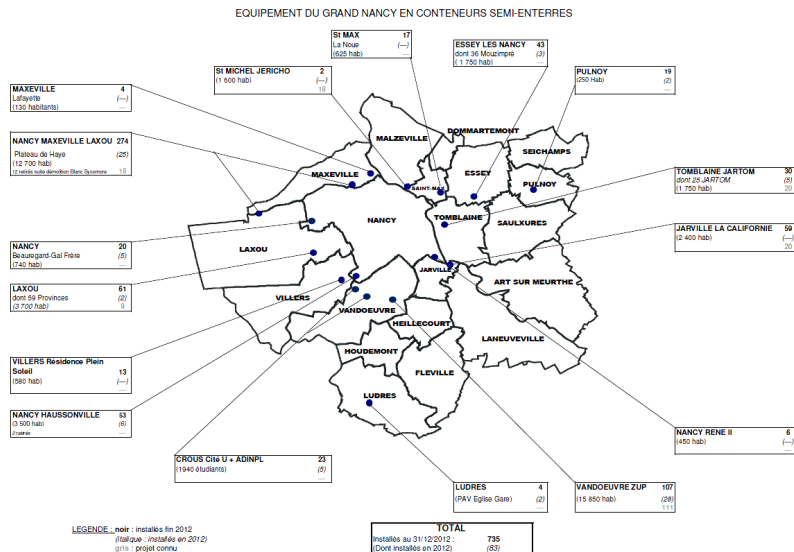 EQUIPEMENT DU GRAND NANCY EN CONTENEURS SEMI-ENTERRES
St MAX 17
La Noue (—)
(625 hab) —
ESSEY LES NANCY 43
dont 36 Mouzimpré (3)
( 1 750 hab) —
St MICHEL JERICHO 2
(1 600 hab) (—)
18
PULNOY 19
(250 Hab) (2)
—
MAXEVILLE 4
Lafayette (—)
(130 habitants) —
NANCY MAXEVILLE LAXOU 274
Plateau de Haye (25)
(12 700 hab)
12 retirés suite démolition Blanc Sycomore 18
TOMBLAINE JARTOM 30
dont 25 JARTOM (5)
(1 750 hab) 20
NANCY 20
Beauregard-Gal Frère (5)
(740 hab) —
JARVILLE LA CALIFORNIE 59
(2 400 hab) (—)
20
LAXOU 61
dont 59 Provinces (2)
(3 700 hab) 9
VILLERS Résidence Plein
Soleil 13
(580 hab) (—)
—
NANCY HAUSSONVILLE 53
(3 500 hab) (6)
2 retirés —
CROUS Cité U + ADINPL 23
(1940 étudiants) (5)
—
LUDRES 4
(PAV Eglise Gare) (2)
—
VANDOEUVRE ZUP 107
(15 850 hab) (28)
111
NANCY RENE II 6
(450 hab) (—)
—
MALZEVILLE
DOMMARTEMONT
SEICHAMPS
MAXEVILLE
SAINT-MAX
ESSEY
PULNOY
NANCY
TOMBLAINE
SAULXURES
LAXOU
JARVILLE
ART SUR MEURTHE
VILLERS
VANDOEUVRE
HEILLECOURT
LANEUVEVILLE
HOUDEMONT
FLEVILLE
LUDRES
LEGENDE : noir : installés fin 2012
(italique : installés en 2012)
gris : projet connu
TOTAL
Installés au 31/12/2012 : 735
(Dont installés en 2012) (83)